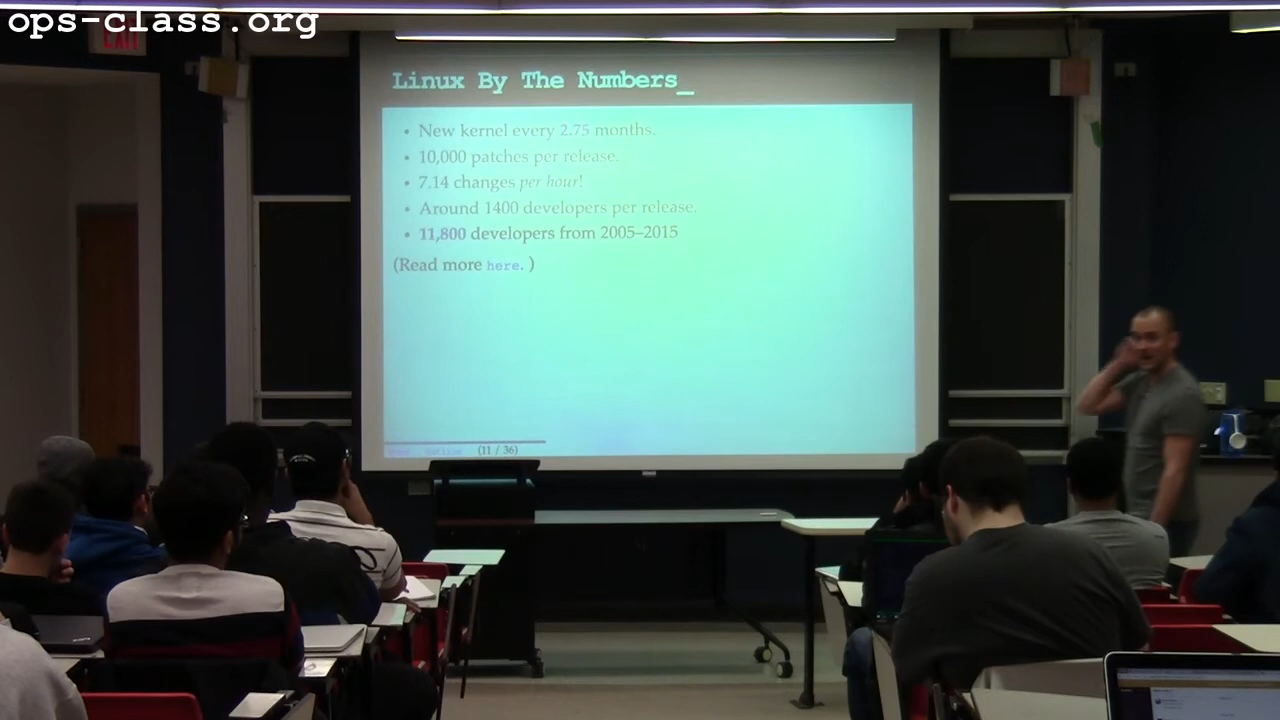 ops-class.org
EXIT
Linux By The Numbers_
• New kernel every 2.75 months.
• 10,000 patches per release.
• 7.14 changes per hour!
• Around 1400 developers per release.
• 11,800 developers from 2005–2015
(Read more here. )
(11 / 36)